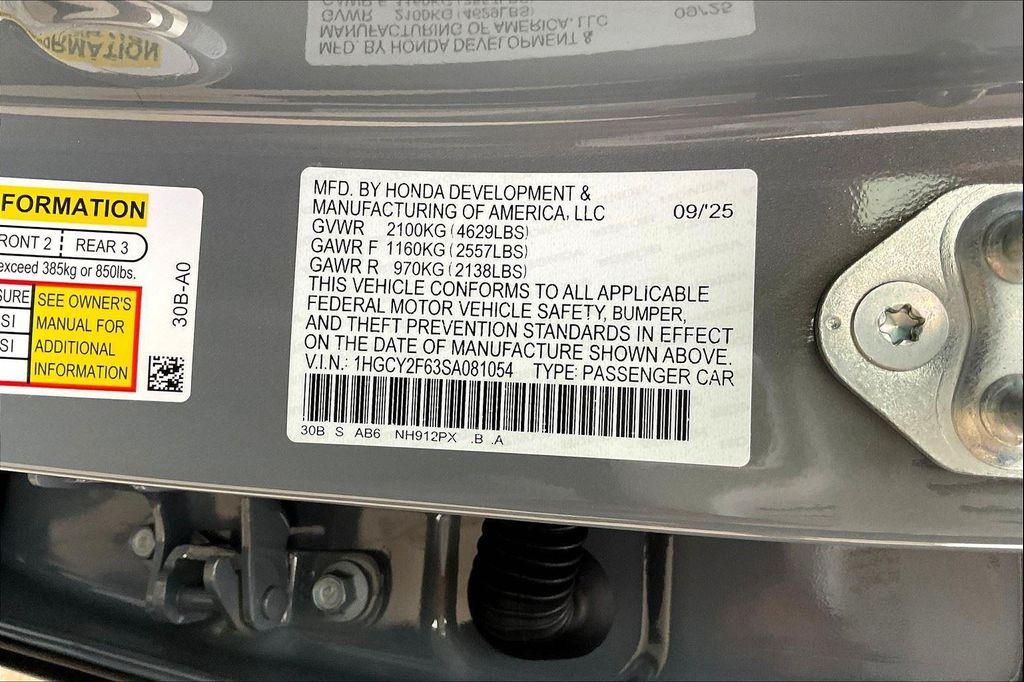 FORMATION
RONT 2 REAR 3
exceed 385kg or 850lbs.
SURE
SI
SI
SEE OWNER'S
MANUAL FOR
ADDITIONAL
INFORMATION
30B-A0
MFD. BY HONDA DEVELOPMENT &
MANUFACTURING OF AMERICA, LLC 09/'25
GVWR 2100KG (4629LBS)
GAWR F 1160KG (2557LBS)
GAWR R 970KG (2138LBS)
THIS VEHICLE CONFORMS TO ALL APPLICABLE
FEDERAL MOTOR VEHICLE SAFETY, BUMPER,
AND THEFT PREVENTION STANDARDS IN EFFECT
ON THE DATE OF MANUFACTURE SHOWN ABOVE.
V.I.N.: 1HGCY2F63SA081054 TYPE: PASSENGER CAR
30B S AB6 NH912PX .B .A